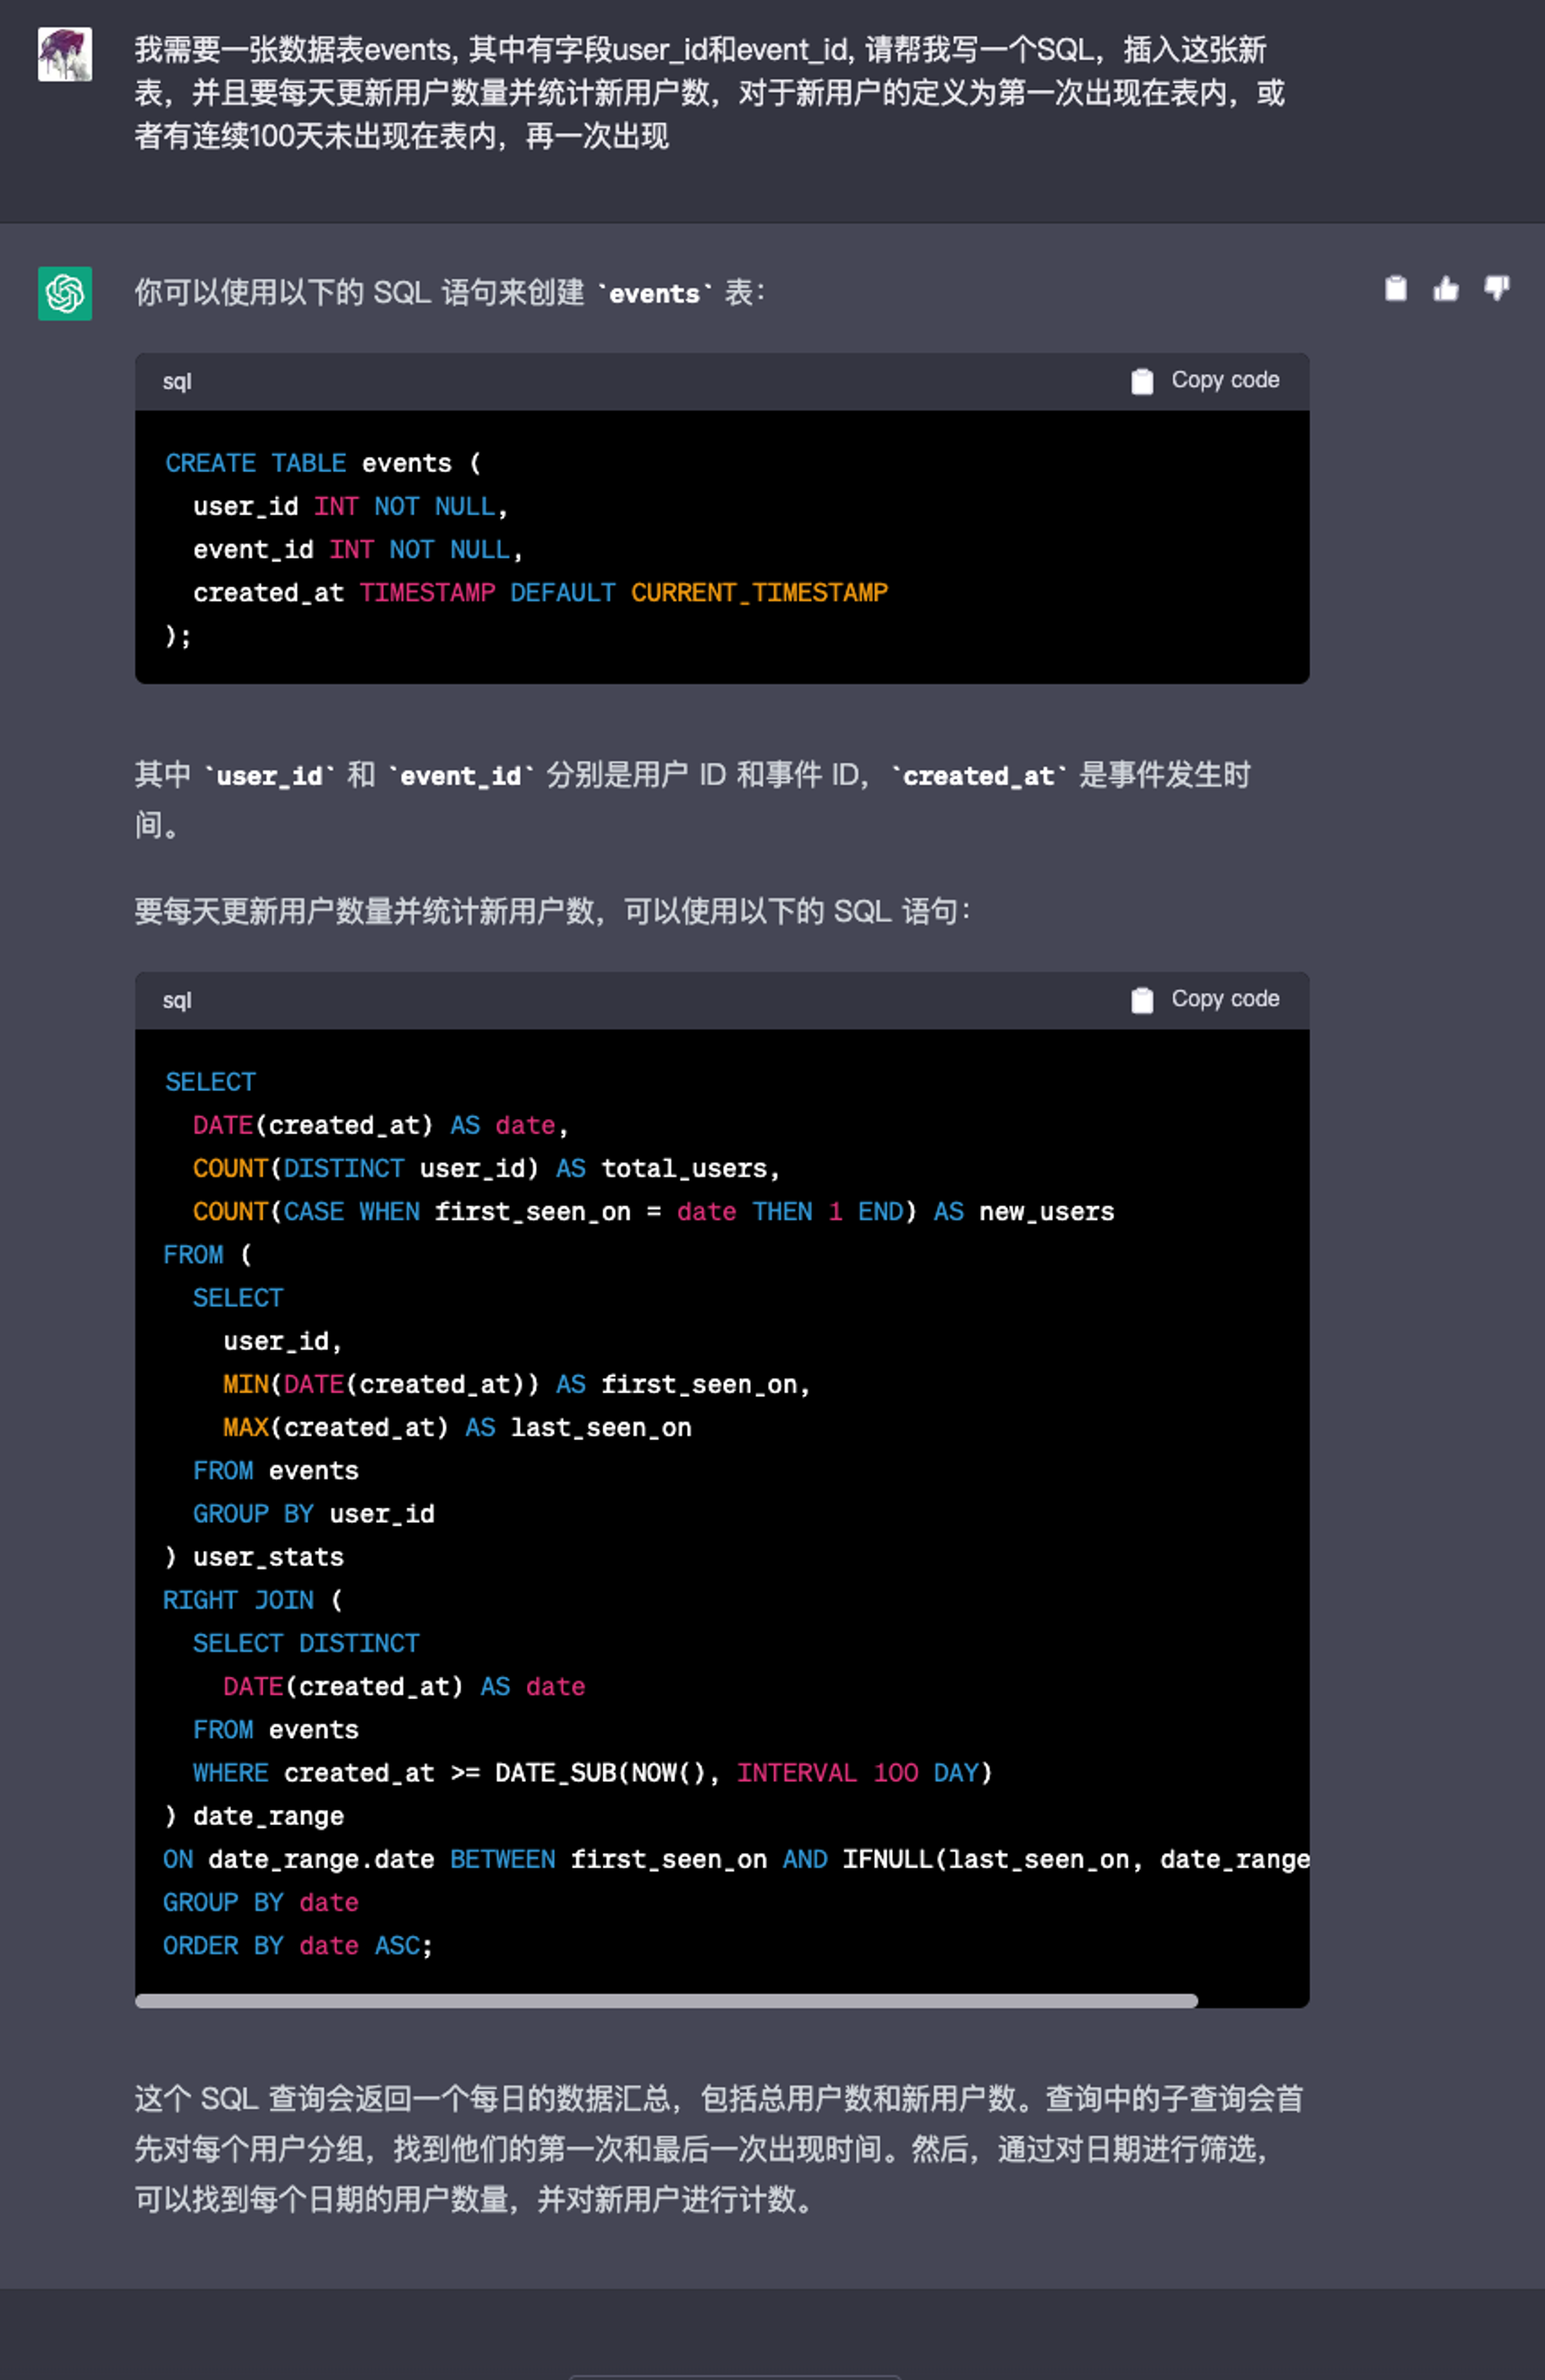 我需要一张数据表events, 其中有字段user_id和event_id, 请帮我写一个SQL，插入这张新
表，并且要每天更新用户数量并统计新用户数，对于新用户的定义为第一次出现在表内，或
者有连续100天未出现在表内，再一次出现
你可以使用以下的 SQL 语句来创建 `events` 表：
sql
Copy code
CREATE TABLE events (
  user_id INT NOT NULL,
  event_id INT NOT NULL,
  created_at TIMESTAMP DEFAULT CURRENT_TIMESTAMP
);
其中 `user_id` 和 `event_id` 分别是用户 ID 和事件 ID，`created_at` 是事件发生时
间。
要每天更新用户数量并统计新用户数，可以使用以下的 SQL 语句：
sql
Copy code
SELECT
  DATE(created_at) AS date,
  COUNT(DISTINCT user_id) AS total_users,
  COUNT(CASE WHEN first_seen_on = date THEN 1 END) AS new_users
FROM (
  SELECT
    user_id,
    MIN(DATE(created_at)) AS first_seen_on,
    MAX(created_at) AS last_seen_on
  FROM events
  GROUP BY user_id
) user_stats
RIGHT JOIN (
  SELECT DISTINCT
    DATE(created_at) AS date
  FROM events
  WHERE created_at >= DATE_SUB(NOW(), INTERVAL 100 DAY)
) date_range
ON date_range.date BETWEEN first_seen_on AND IFNULL(last_seen_on, date_range
GROUP BY date
ORDER BY date ASC;
这个 SQL 查询会返回一个每日的数据汇总，包括总用户数和新用户数。查询中的子查询会首
先对每个用户分组，找到他们的第一次和最后一次出现时间。然后，通过对日期进行筛选，
可以找到每个日期的用户数量，并对新用户进行计数。